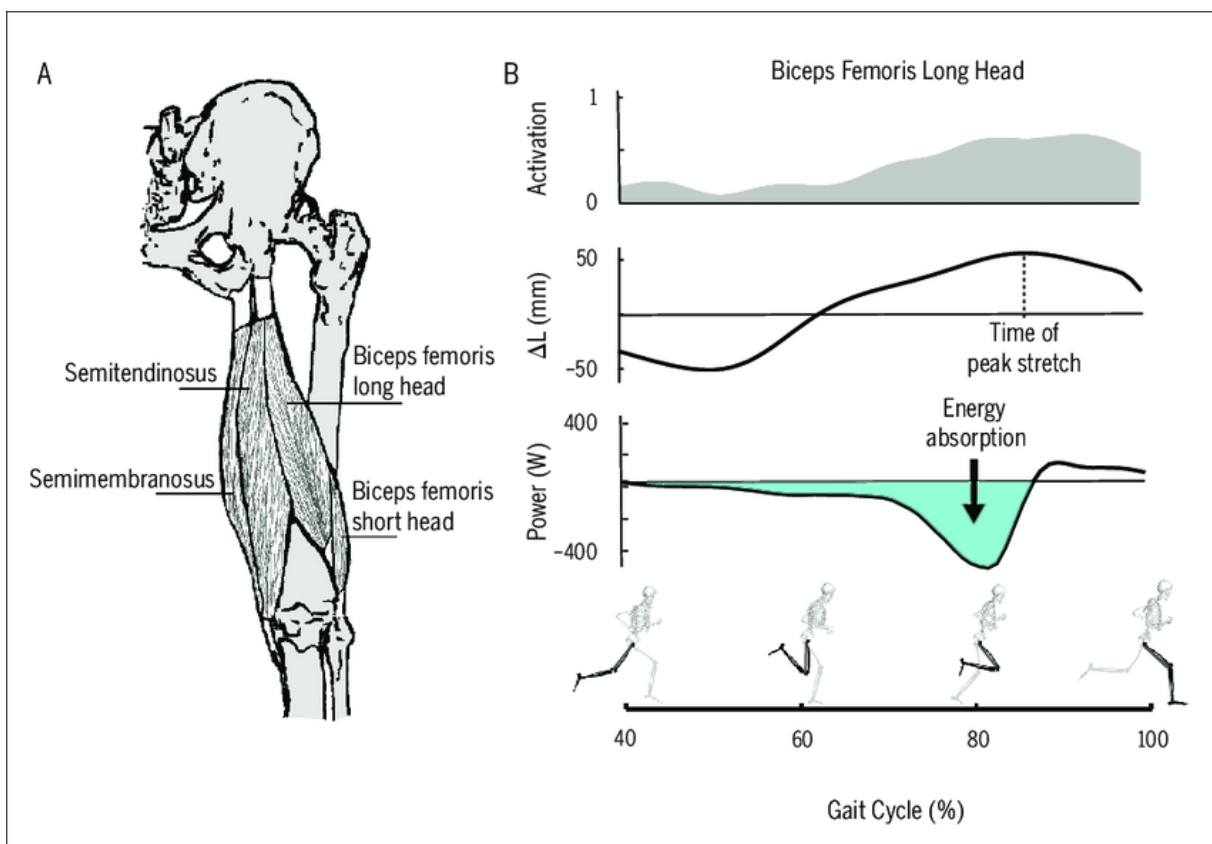 A
Semitendinosus
Semimembranosus
Biceps femoris
long head
Biceps femoris
short head
B
Biceps Femoris Long Head
Activation
1
0
ΔL (mm)
50
−50
Time of
peak stretch
Power (W)
400
−400
Energy
absorption
40
60
80
100
Gait Cycle (%)